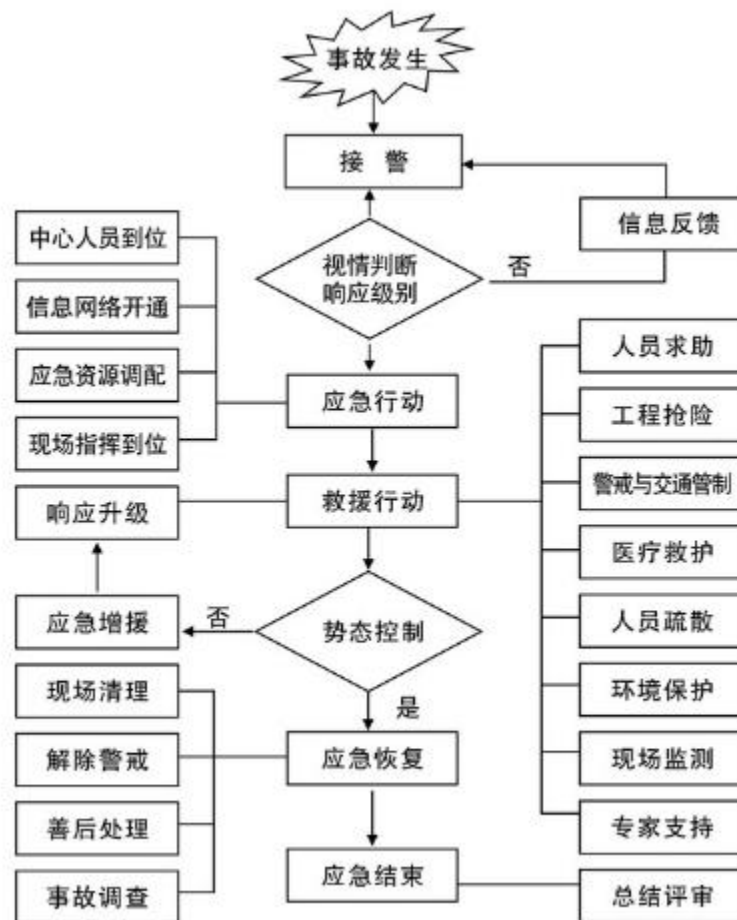 事故发生
接 警
信息反馈
视情判断
响应级别
否
中心人员到位
信息网络开通
应急资源调配
现场指挥到位
应急行动
人员求助
工程抢险
警戒与交通管制
医疗救护
人员疏散
环境保护
现场监测
专家支持
响应升级
救援行动
应急增援
否
势态控制
是
现场清理
解除警戒
善后处理
事故调查
应急恢复
应急结束
总结评审